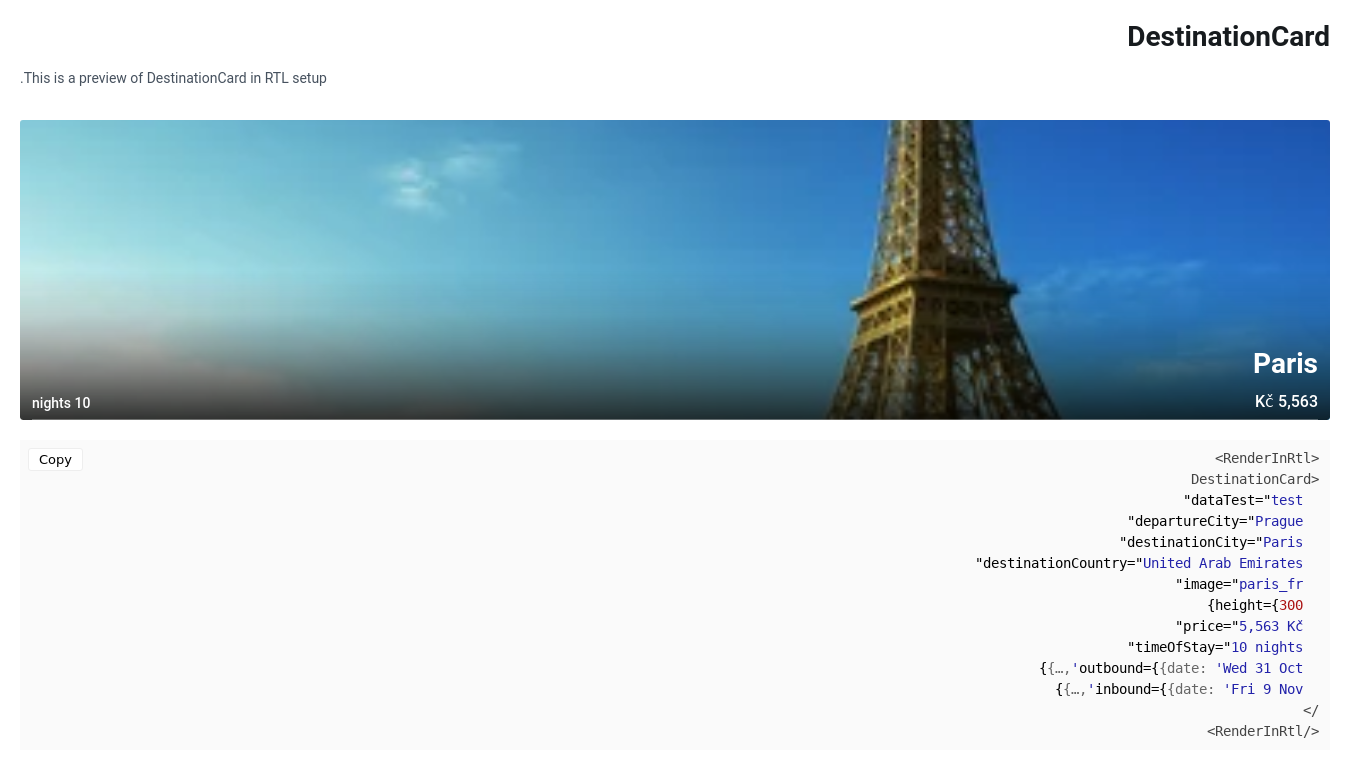 DestinationCard
.This is a preview of DestinationCard in RTL setup
Paris
Kč 5,563
nights 10
Copy
<RenderInRtl>
DestinationCard>
"dataTest="test
"departureCity="Prague
"destinationCity="Paris
"destinationCountry="United Arab Emirates
"image="paris_fr
{height={300
"price="5,563 Kč
"timeOfStay="10 nights
{{…,'outbound={{date: 'Wed 31 Oct
{{…,'inbound={{date: 'Fri 9 Nov
</
<RenderInRtl/>